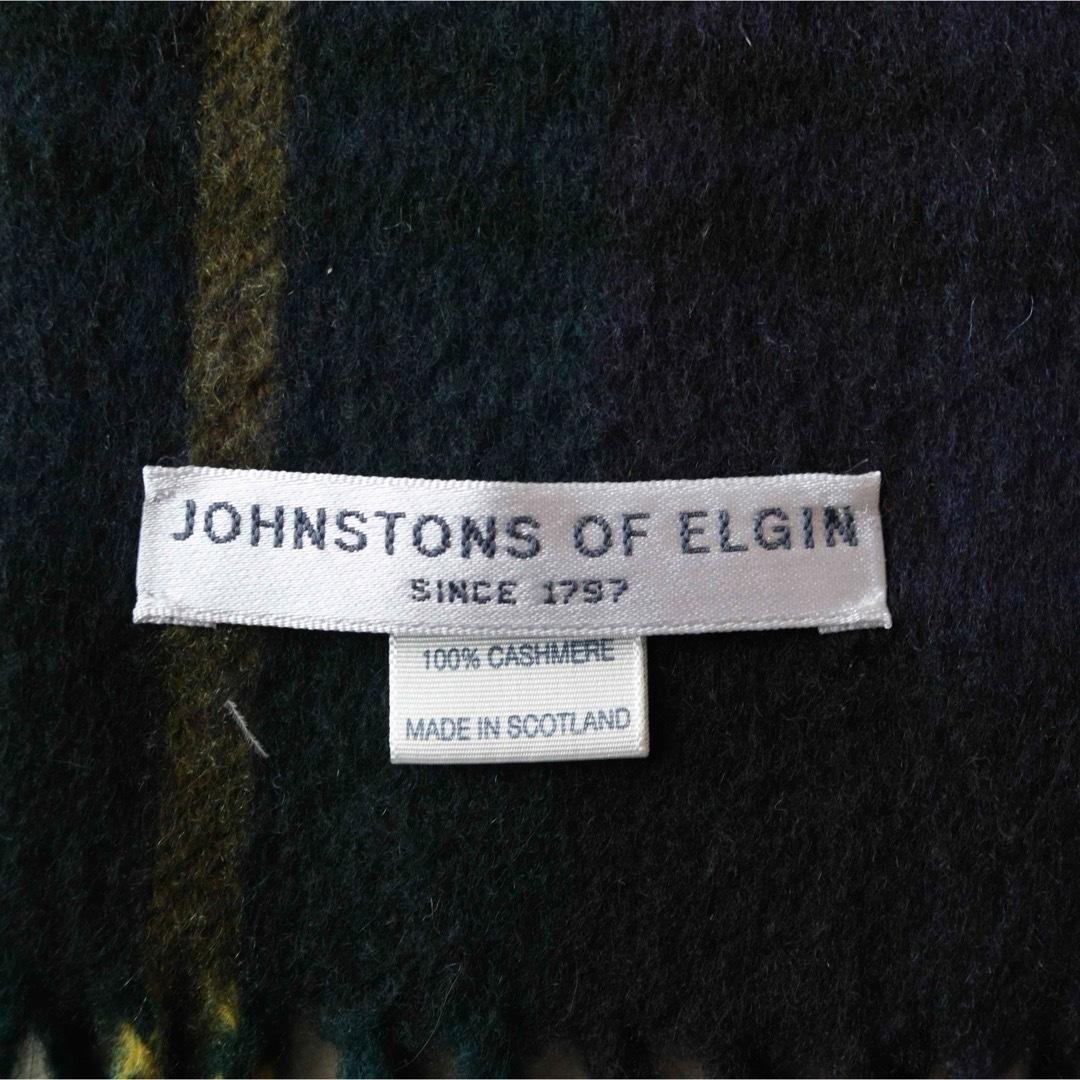 JOHNSTONS OF ELGIN
SINCE 1797
100% CASHMERE
MADE IN SCOTLAND